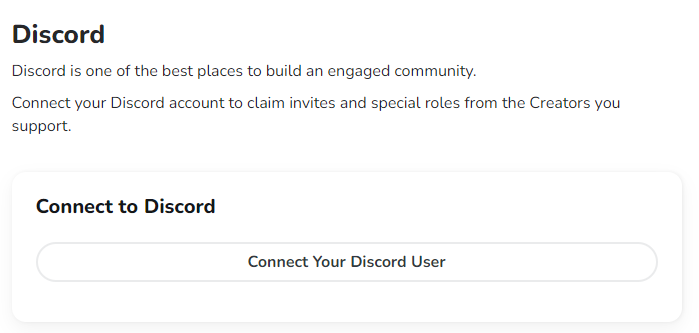 Discord
Discord is one of the best places to build an engaged community.
Connect your Discord account to claim invites and special roles from the Creators you
support.
Connect to Discord
Connect Your Discord User